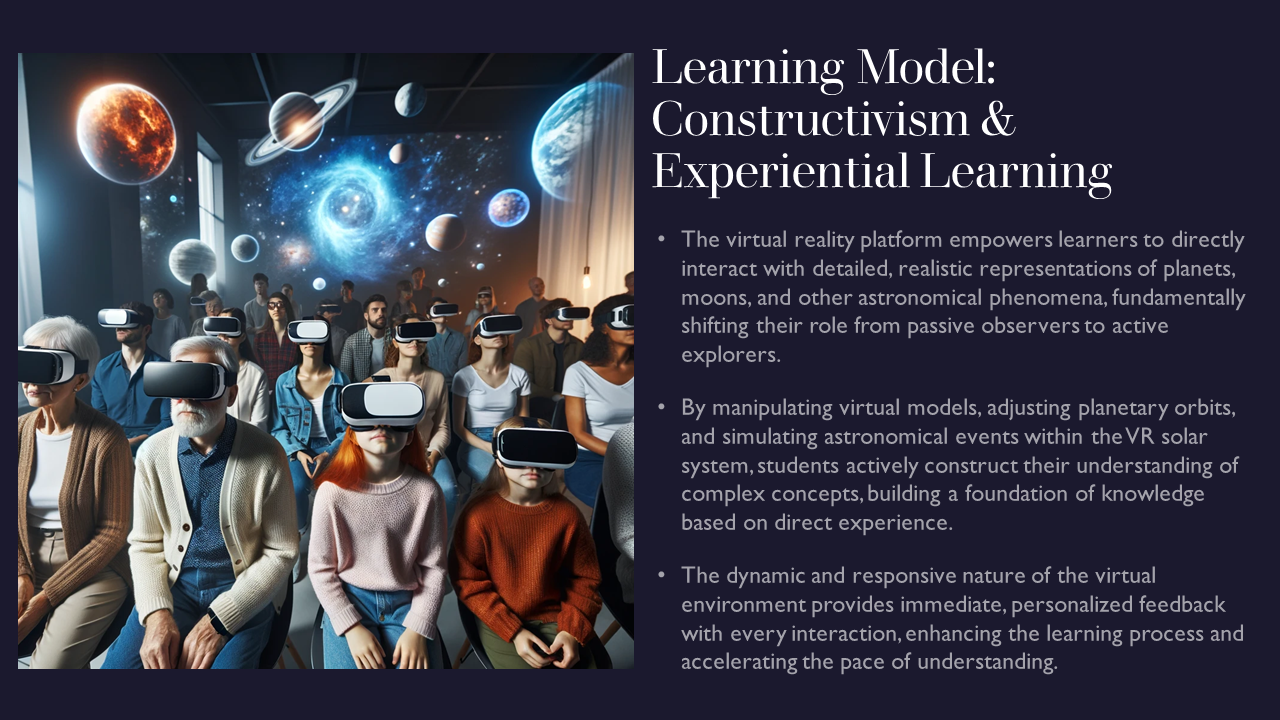 Learning Model:
Constructivism &
Experiential Learning
• The virtual reality platform empowers learners to directly
interact with detailed, realistic representations of planets,
moons, and other astronomical phenomena, fundamentally
shifting their role from passive observers to active
explorers.
• By manipulating virtual models, adjusting planetary orbits,
and simulating astronomical events within the VR solar
system, students actively construct their understanding of
complex concepts, building a foundation of knowledge
based on direct experience.
• The dynamic and responsive nature of the virtual
environment provides immediate, personalized feedback
with every interaction, enhancing the learning process and
accelerating the pace of understanding.